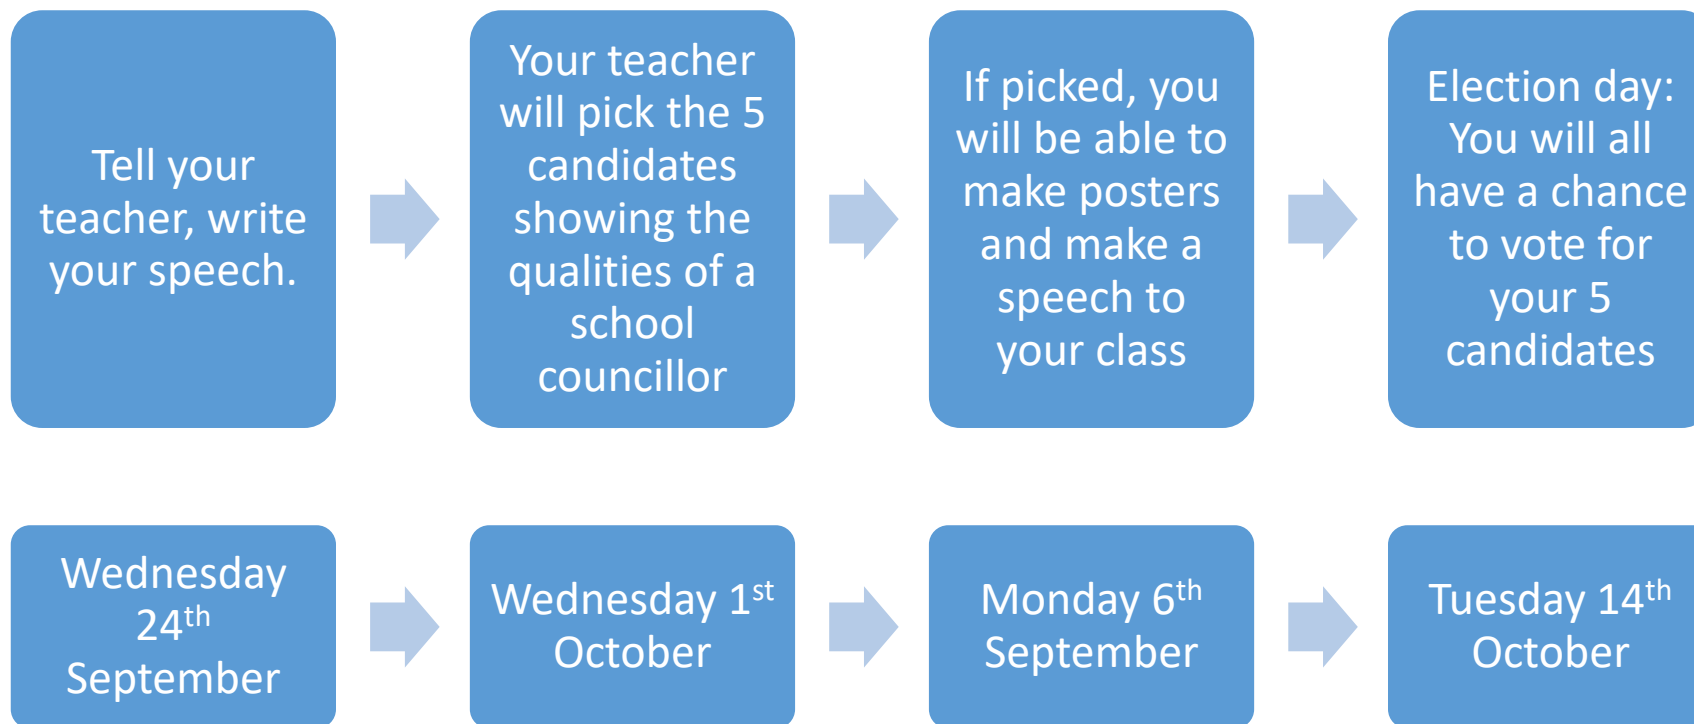 Tell your
teacher, write
your speech.
Your teacher
will pick the 5
candidates
showing the
qualities of a
school
councillor
If picked, you
will be able to
make posters
and make a
speech to
your class
Election day:
You will all
have a chance
to vote for
your 5
candidates
Wednesday
24th
September
Wednesday 1st
October
Monday 6th
September
Tuesday 14th
October